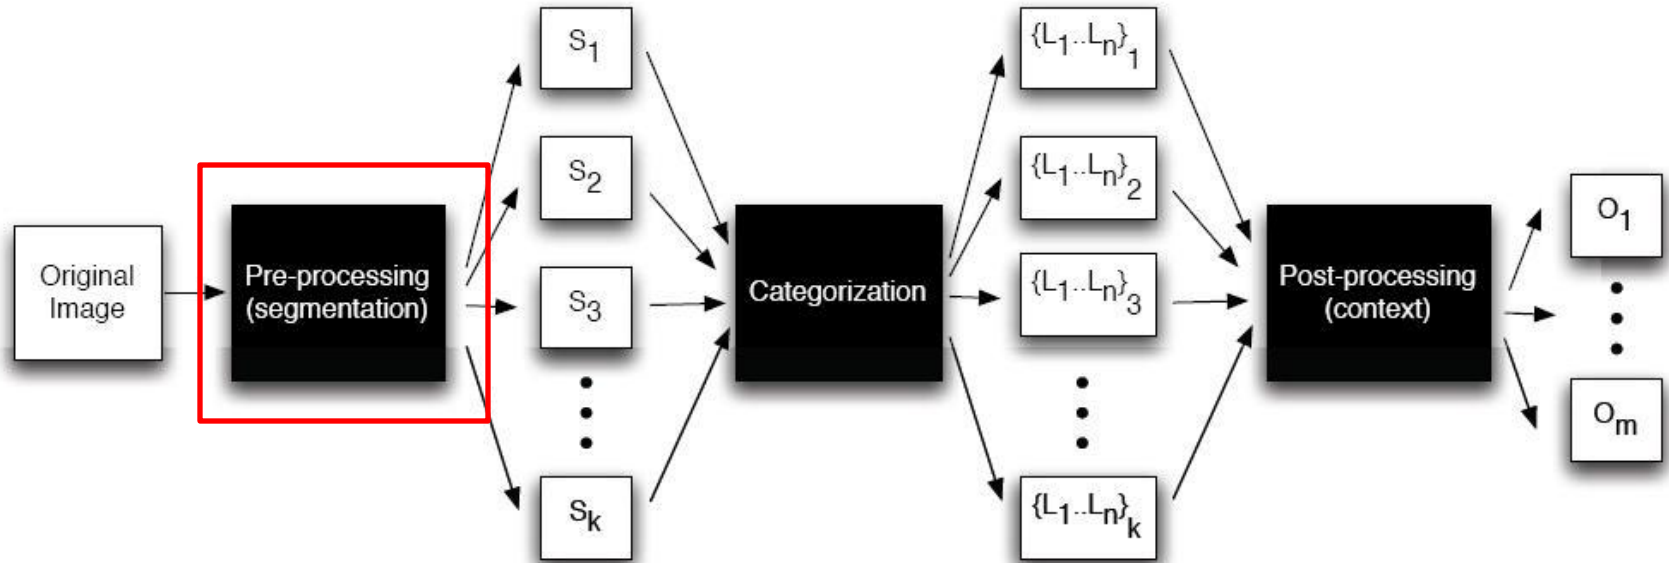 Original
Image
Pre-processing
(segmentation)
S1
S2
S3
Sk
Categorization
{L1..Ln}1
{L1..Ln}2
{L1..Ln}3
{L1..Ln}k
Post-processing
(context)
O1
Om